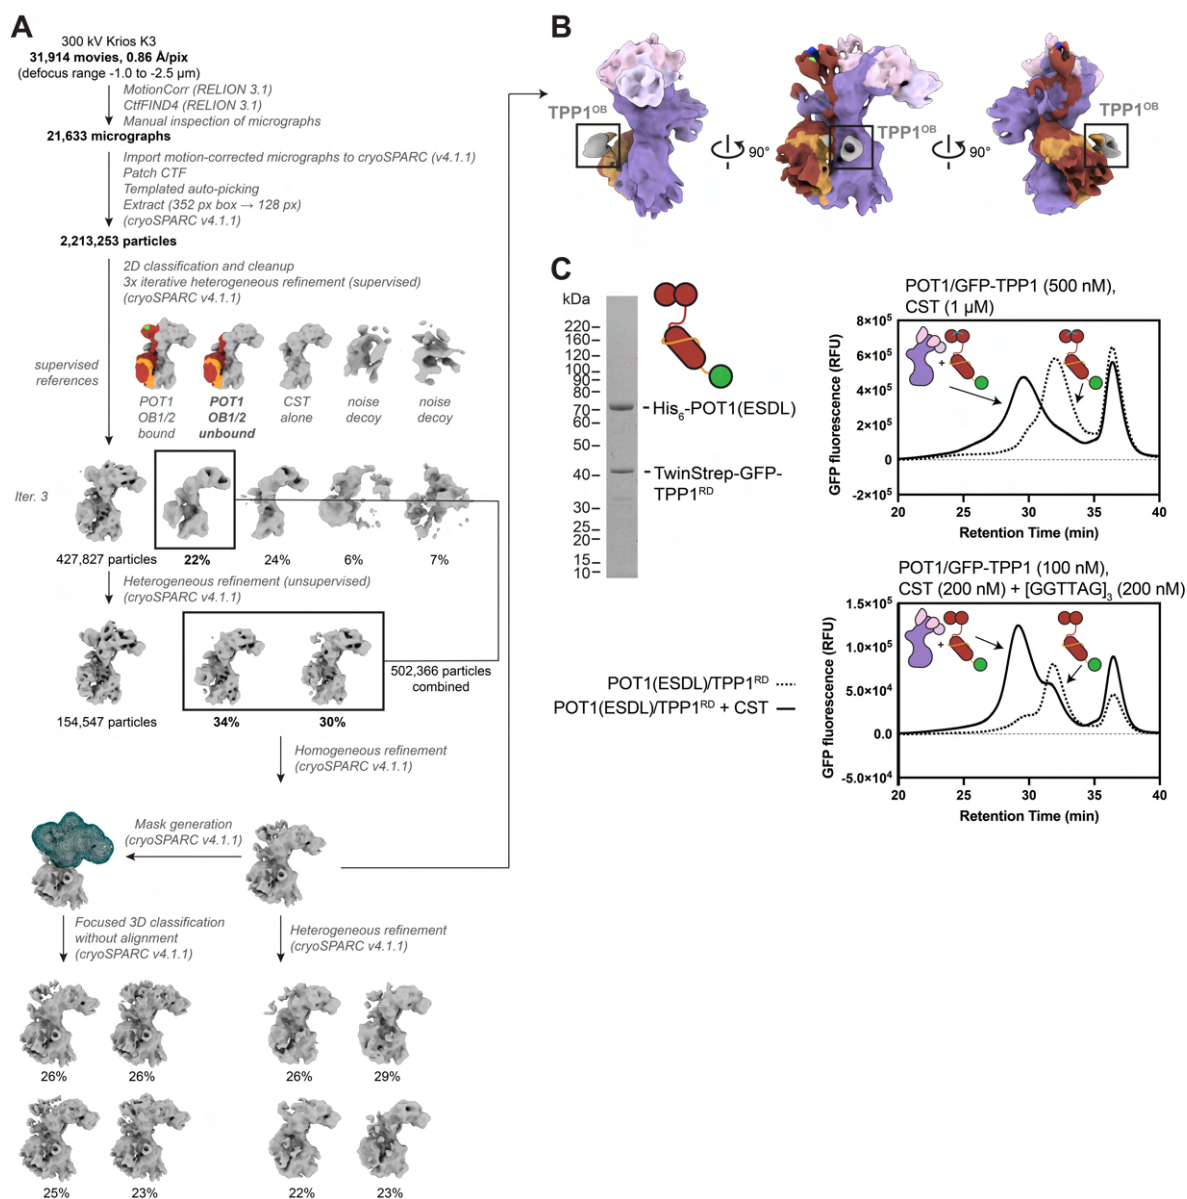 A
300 kV Krios K3
31,914 movies, 0.86 Å/pix
(defocus range -1.0 to -2.5 µm)
MotionCorr (RELION 3.1)
CtfFIND4 (RELION 3.1)
Manual inspection of micrographs
21,633 micrographs
Import motion-corrected micrographs to cryoSPARC (v4.1.1)
Patch CTF
Templated auto-picking
Extract (352 px box → 128 px)
(cryoSPARC v4.1.1)
2,213,253 particles
2D classification and cleanup
3x iterative heterogeneous refinement (supervised)
(cryoSPARC v4.1.1)
supervised
references
POT1
OB1/2
bound
POT1
OB1/2
unbound
CST
alone
noise
decoy
noise
decoy
Iter. 3
427,827 particles
22%
24%
6%
7%
Heterogeneous refinement (unsupervised)
(cryoSPARC v4.1.1)
154,547 particles
34%
30%
502,366 particles
combined
Homogeneous refinement
(cryoSPARC v4.1.1)
Mask generation
(cryoSPARC v4.1.1)
Focused 3D classification
without alignment
(cryoSPARC v4.1.1)
Heterogeneous refinement
(cryoSPARC v4.1.1)
26%
26%
26%
29%
25%
23%
22%
23%
B
TPP1OB
90°
TPP1OB
90°
TPP1OB
C
kDa
220
160
120
100
90
80
70
60
50
40
30
25
20
15
10
His6-POT1(ESDL)
TwinStrep-GFP-
TPP1RD
POT1(ESDL)/TPP1RD
POT1(ESDL)/TPP1RD + CST
POT1/GFP-TPP1 (500 nM),
CST (1 µM)
GFP fluorescence (RFU)
8×10⁵
6×10⁵
4×10⁵
2×10⁵
0
-2×10⁵
+
20
25
30
35
40
Retention Time (min)
POT1/GFP-TPP1 (100 nM),
CST (200 nM) + [GGTTAG]3 (200 nM)
GFP fluorescence (RFU)
1.5×10⁵
1.0×10⁵
5.0×10⁴
0.0
-5.0×10⁴
+
20
25
30
35
40
Retention Time (min)